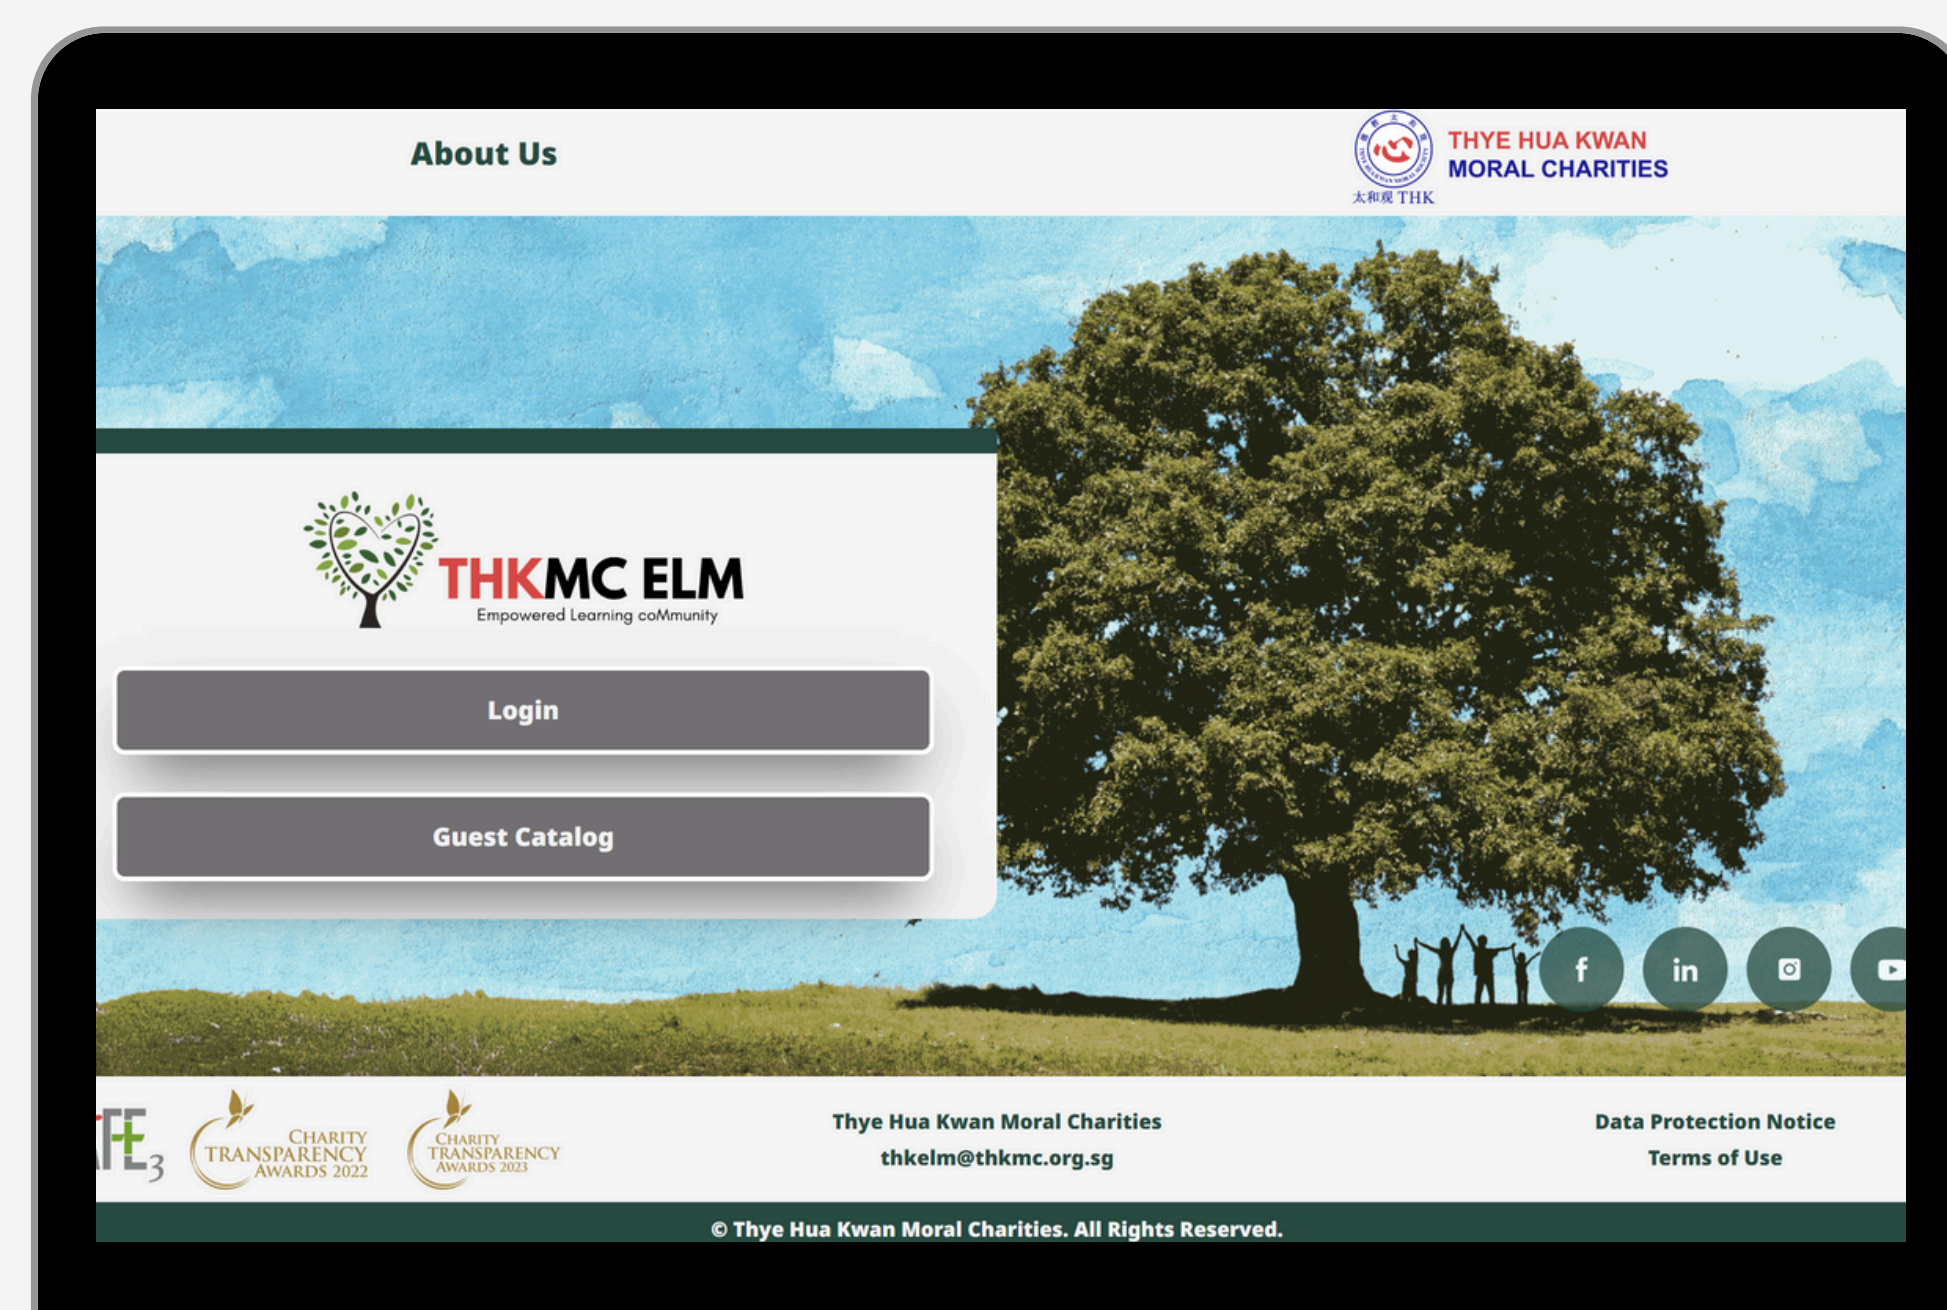 About Us
THYE HUA KWAN
MORAL CHARITIES
太和观 THK
THKMC ELM
Empowered Learning coMmunity
Login
Guest Catalog
f
in
CHARITY
TRANSPARENCY
AWARDS 2022
CHARITY
TRANSPARENCY
AWARDS 2023
Thye Hua Kwan Moral Charities
thkelm@thkmc.org.sg
Data Protection Notice
Terms of Use
© Thye Hua Kwan Moral Charities. All Rights Reserved.